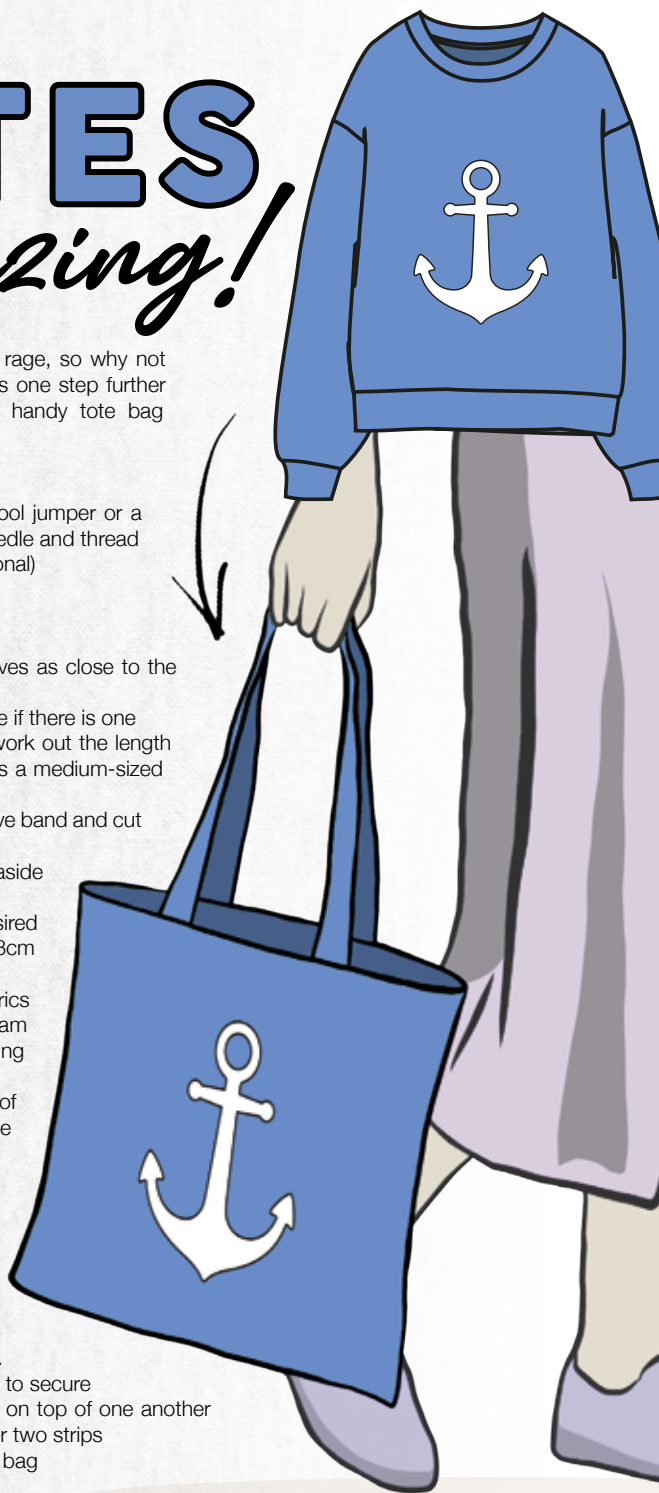 TES
zing!
rage, so why not
s one step further
handy tote bag
ool jumper or a
edle and thread
onal)
ves as close to the
e if there is one
work out the length
s a medium-sized
ve band and cut
aside
sired
3cm
rics
am
ng
of
e
.
to secure
on top of one another
r two strips
bag